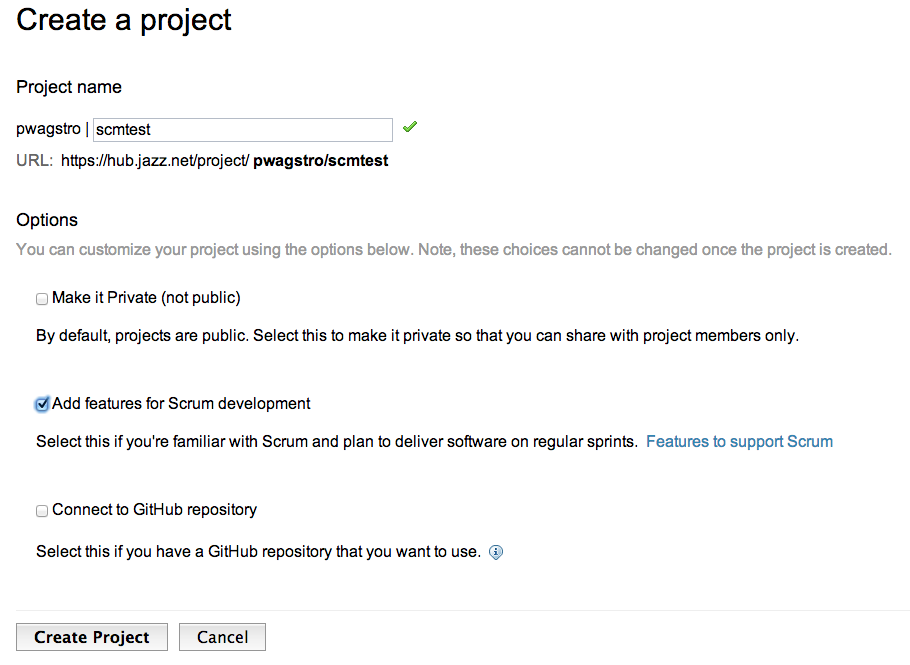 Create a project
Project name
pwagstro | scmtest
URL: https://hub.jazz.net/project/ pwagstro/scmtest
Options
You can customize your project using the options below. Note, these choices cannot be changed once the project is created.
Make it Private (not public)
By default, projects are public. Select this to make it private so that you can share with project members only.
Add features for Scrum development
Select this if you're familiar with Scrum and plan to deliver software on regular sprints. Features to support Scrum
Connect to GitHub repository
Select this if you have a GitHub repository that you want to use.
Create Project Cancel